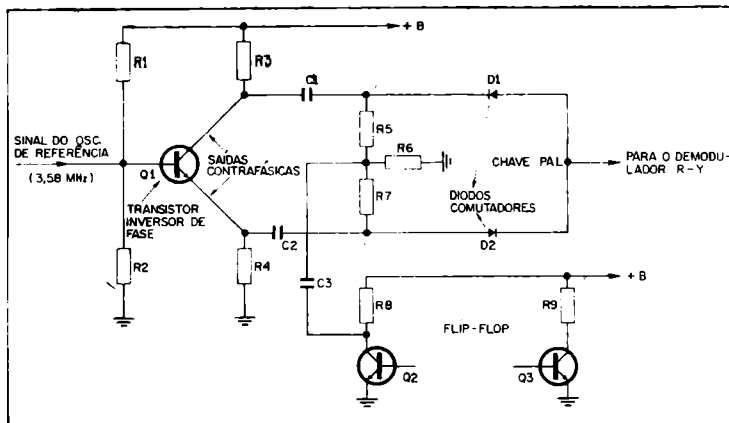 + B
R1
R3
C1
D1
SINAL DO OSC.
DE REFERÊNCIA
(3,58 MHz)
Q1
SAÍDAS
CONTRAFÁSICAS
R5
R6
CHAVE PAL
PARA O DEMODU-
LADOR R-Y
TRANSISTOR
INVERSOR DE
FASE
R7
DIODOS
COMUTADORES
C2
D2
R2
R4
C3
+ B
R8
FLIP-FLOP
R9
Q2
Q3